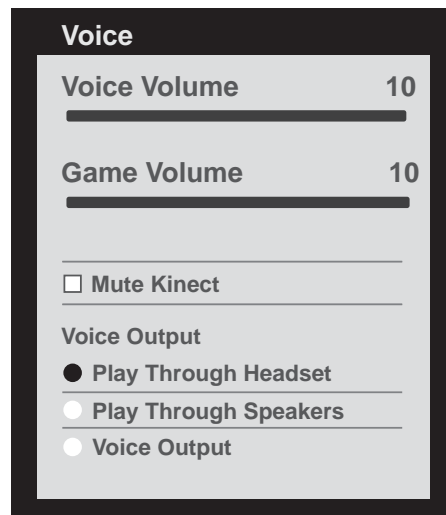 Voice
Voice Volume 10
Game Volume 10
Mute Kinect
Voice Output
Play Through Headset
Play Through Speakers
Voice Output